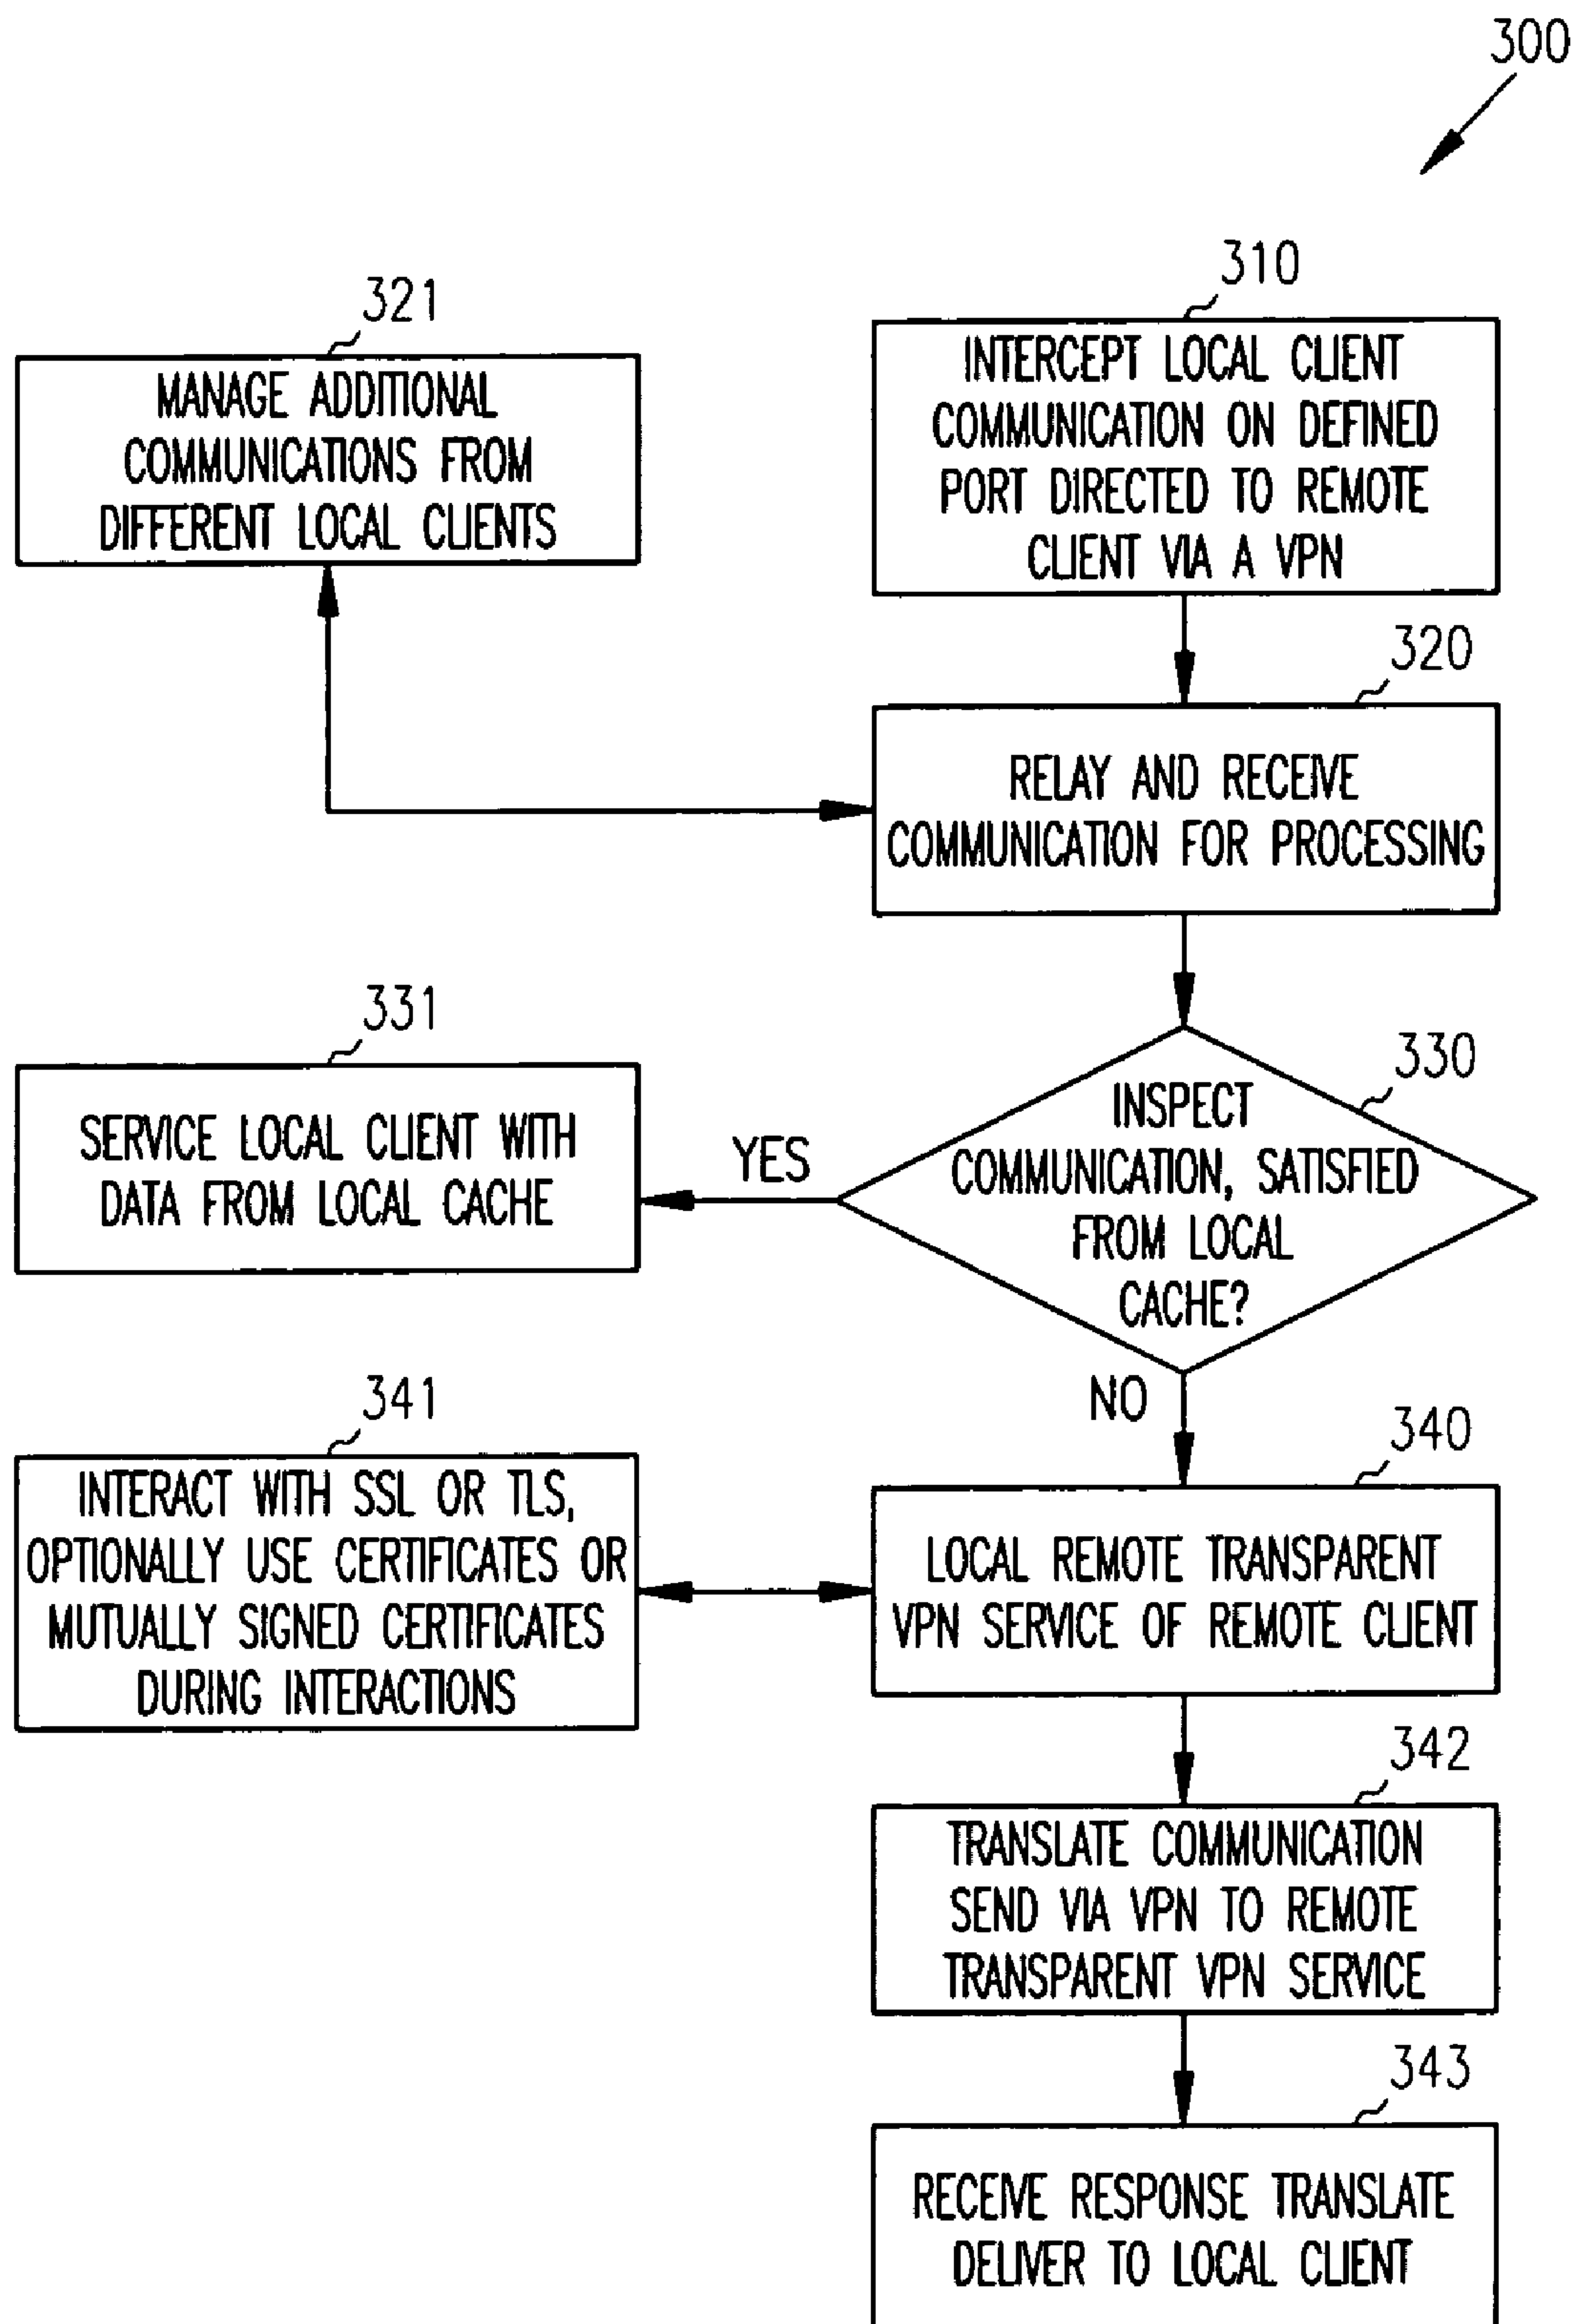 300
310
INTERCEPT LOCAL CLIENT
COMMUNICATION ON DEFINED
PORT DIRECTED TO REMOTE
CLIENT VIA A VPN
321
MANAGE ADDITIONAL
COMMUNICATIONS FROM
DIFFERENT LOCAL CLIENTS
320
RELAY AND RECEIVE
COMMUNICATION FOR PROCESSING
330
INSPECT
COMMUNICATION, SATISFIED
FROM LOCAL
CACHE?
YES
331
SERVICE LOCAL CLIENT WITH
DATA FROM LOCAL CACHE
NO
340
LOCAL REMOTE TRANSPARENT
VPN SERVICE OF REMOTE CLIENT
341
INTERACT WITH SSL OR TLS,
OPTIONALLY USE CERTIFICATES OR
MUTUALLY SIGNED CERTIFICATES
DURING INTERACTIONS
342
TRANSLATE COMMUNICATION
SEND VIA VPN TO REMOTE
TRANSPARENT VPN SERVICE
343
RECEIVE RESPONSE TRANSLATE
DELIVER TO LOCAL CLIENT